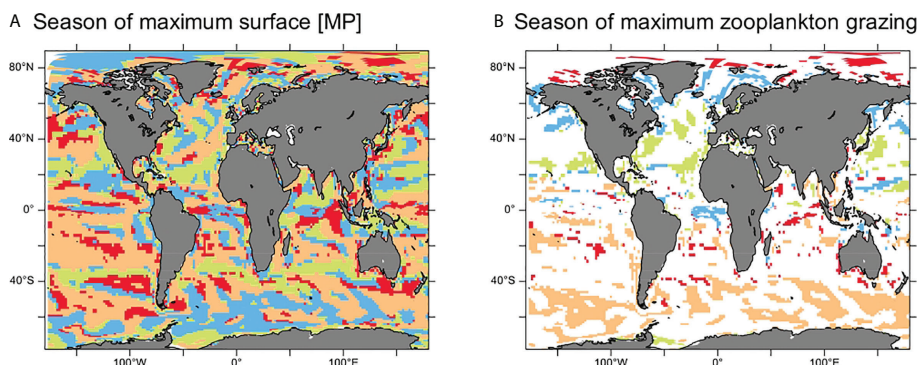 A Season of maximum surface [MP]
B Season of maximum zooplankton grazing
80°N
40°N
0°
40°S
100°W 0° 100°E
80°N
40°N
0°
40°S
100°W 0° 100°E